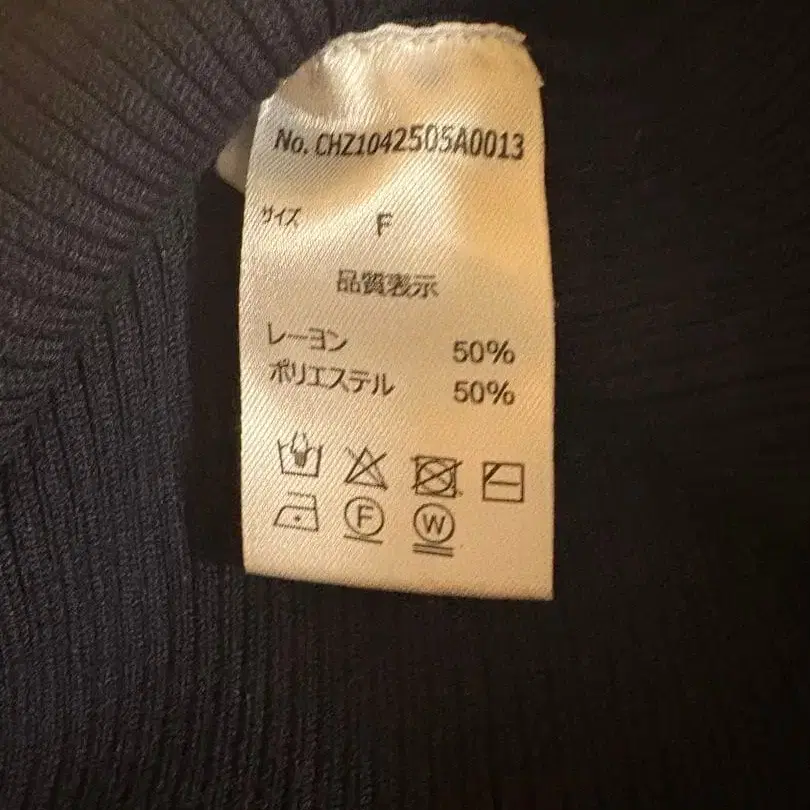 No. CHZ1042505A0013
サイズ F
品質表示
レーヨン 50%
ポリエステル 50%
F W